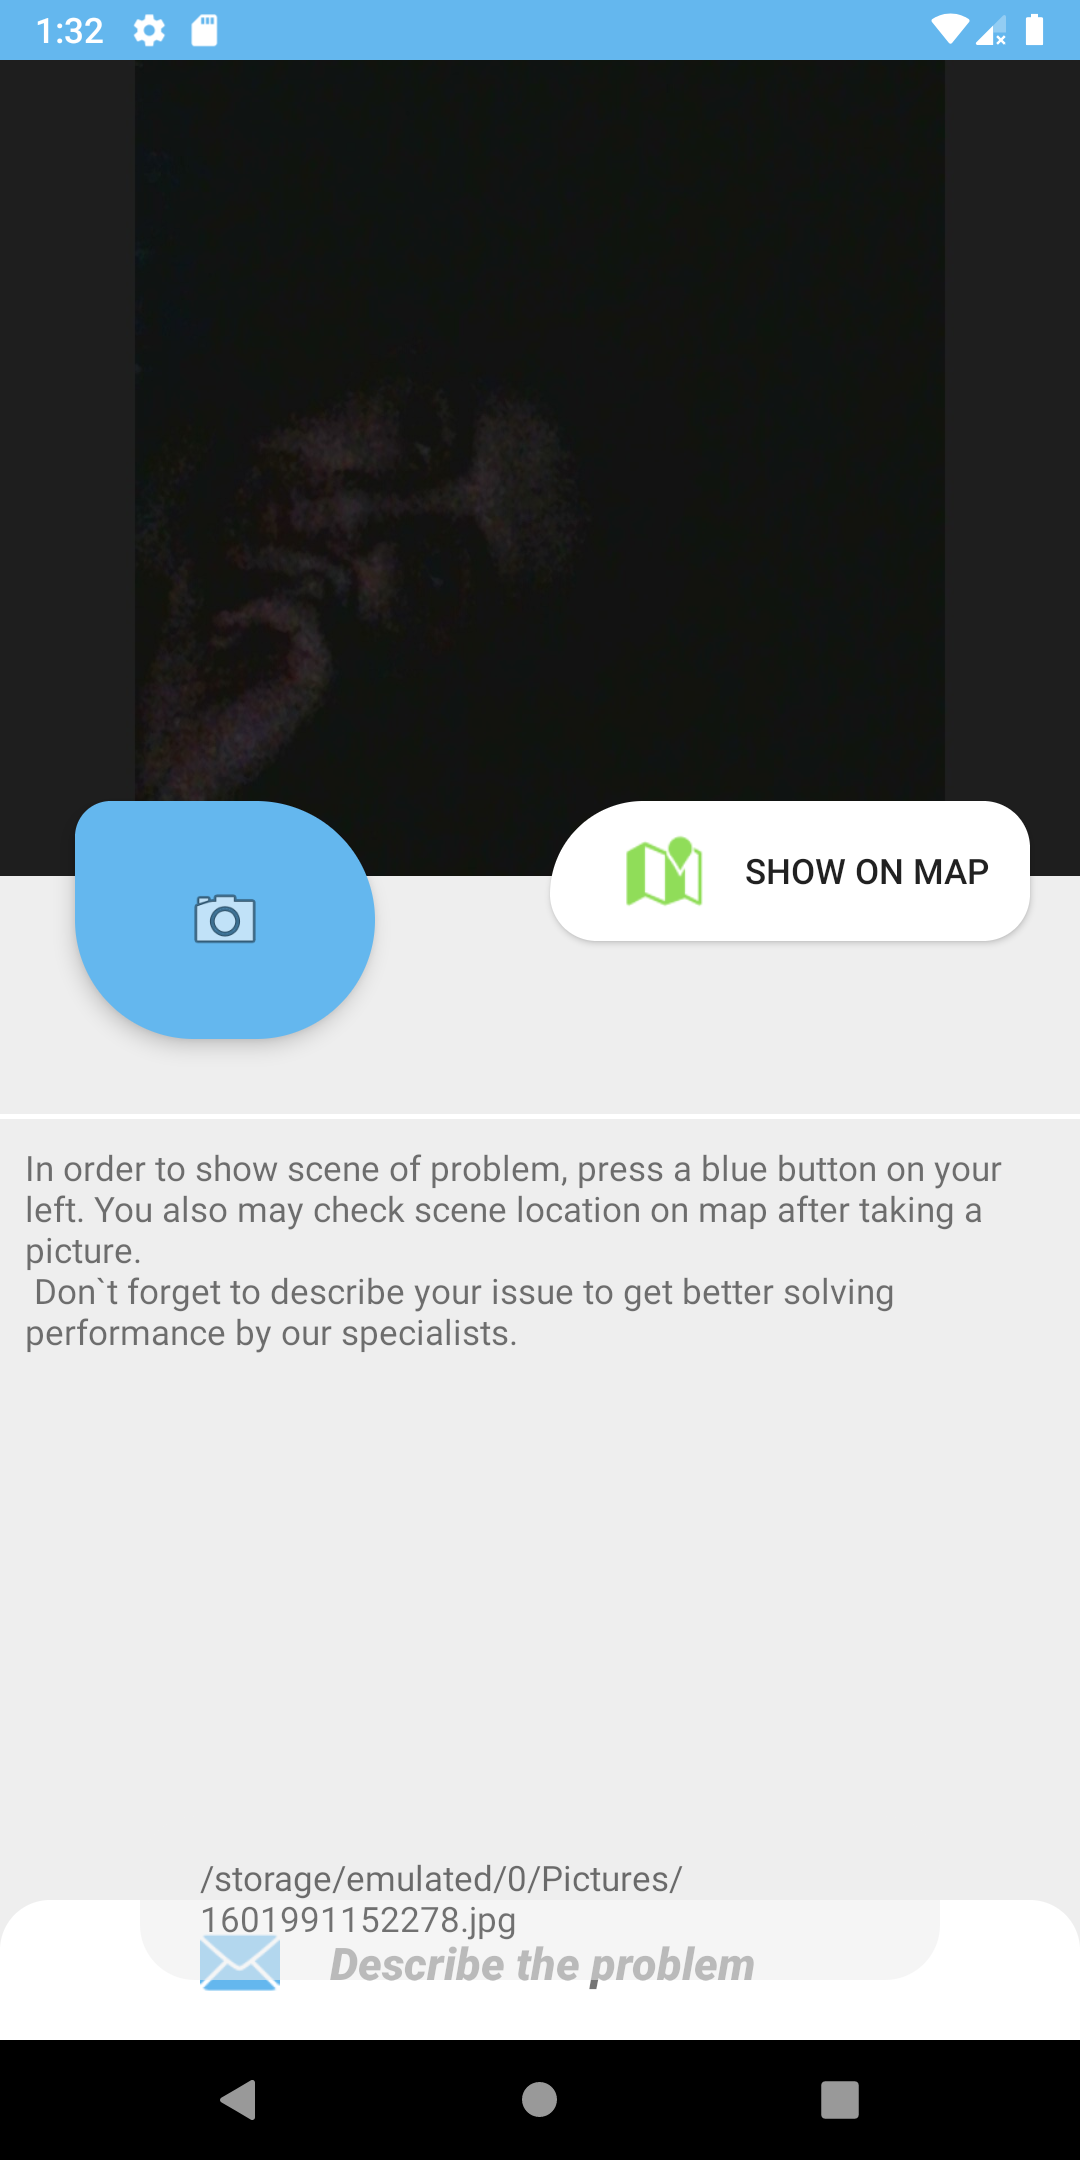 1:32
SHOW ON MAP
In order to show scene of problem, press a blue button on your
left. You also may check scene location on map after taking a
picture.
Don`t forget to describe your issue to get better solving
performance by our specialists.
/storage/emulated/0/Pictures/
1601991152278.jpg
Describe the problem